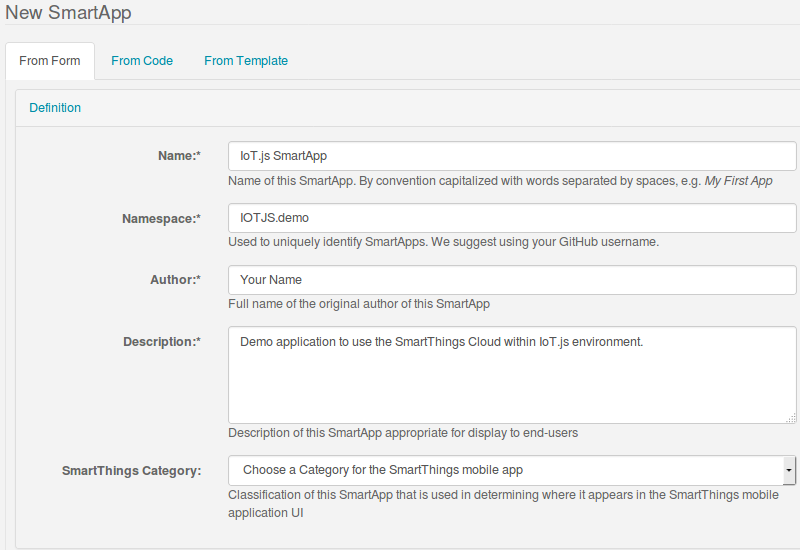 New SmartApp
From Form From Code From Template
Definition
Name:* IoT.js SmartApp
Name of this SmartApp. By convention capitalized with words separated by spaces, e.g. My First App
Namespace:* IOTJS.demo
Used to uniquely identify SmartApps. We suggest using your GitHub username.
Author:* Your Name
Full name of the original author of this SmartApp
Description:* Demo application to use the SmartThings Cloud within IoT.js environment.
Description of this SmartApp appropriate for display to end-users
SmartThings Category: Choose a Category for the SmartThings mobile app
Classification of this SmartApp that is used in determining where it appears in the SmartThings mobile
application UI